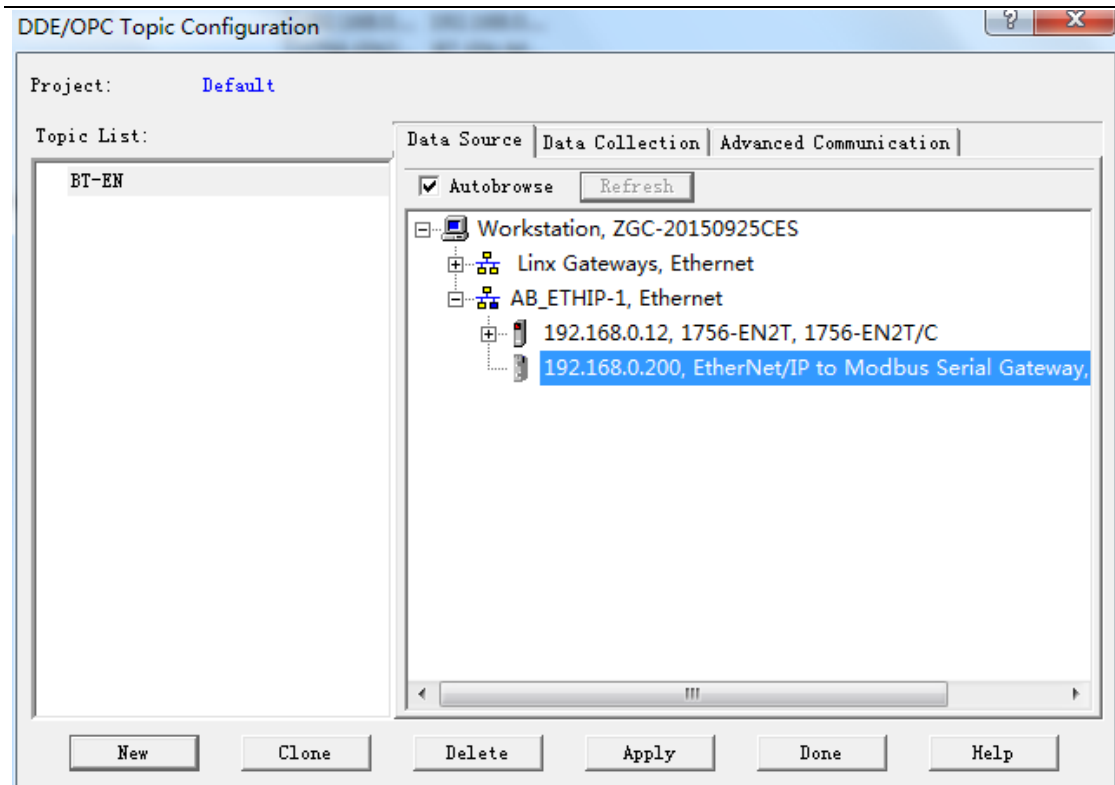 DDE/OPC Topic Configuration
Project: Default
Topic List:
BT-EN
Data Source Data Collection Advanced Communication
Autobrowse Refresh
Workstation, ZGC-20150925CES
Linx Gateways, Ethernet
AB_ETHIP-1, Ethernet
192.168.0.12, 1756-EN2T, 1756-EN2T/C
192.168.0.200, EtherNet/IP to Modbus Serial Gateway,
New Clone Delete Apply Done Help